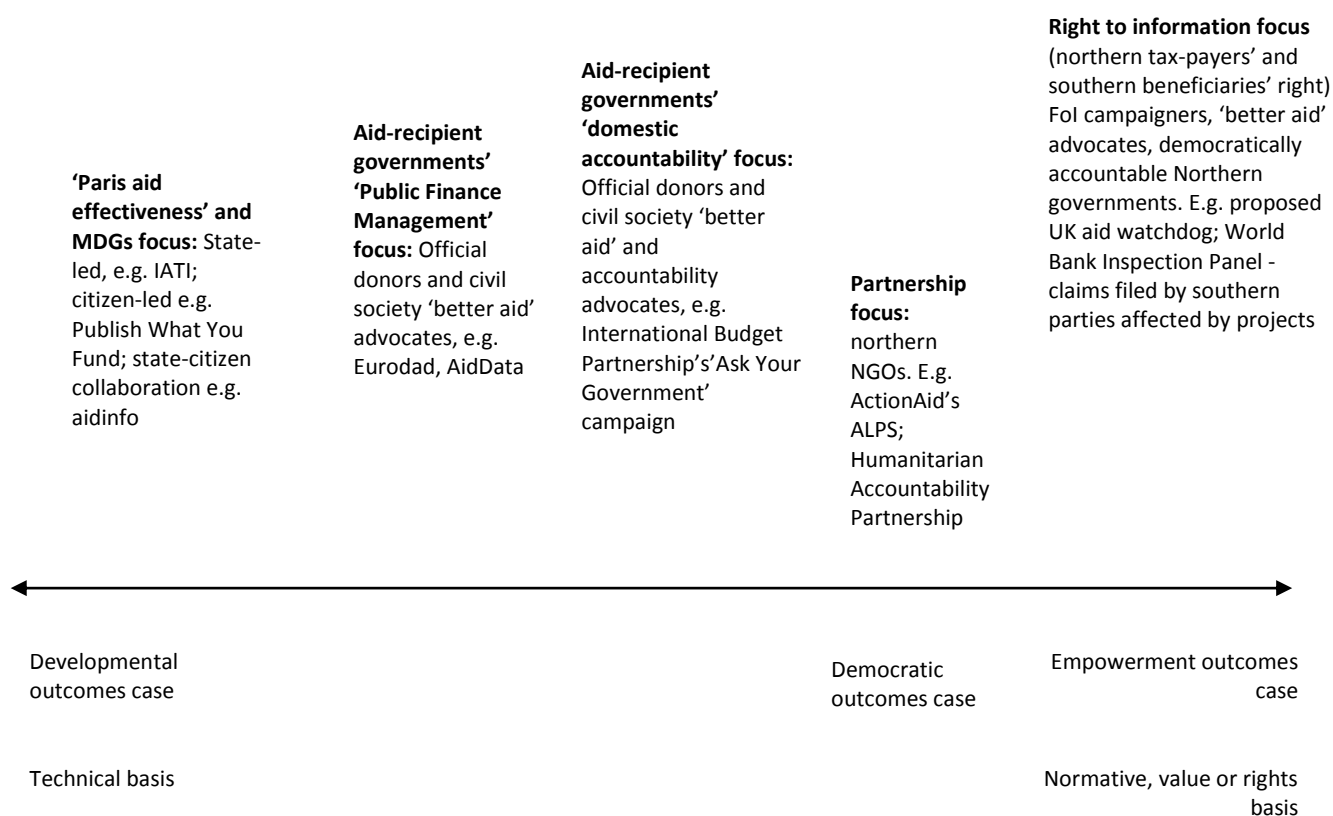 ‘Paris aid
effectiveness’ and
MDGs focus: State-
led, e.g. IATI;
citizen-led e.g.
Publish What You
Fund; state-citizen
collaboration e.g.
aidinfo
Aid-recipient
governments’
‘Public Finance
Management’
focus: Official
donors and civil
society ‘better aid’
advocates, e.g.
Eurodad, AidData
Aid-recipient
governments’
‘domestic
accountability’ focus:
Official donors and
civil society ‘better
aid’ and
accountability
advocates, e.g.
International Budget
Partnership’s’Ask Your
Government’
campaign
Partnership
focus:
northern
NGOs. E.g.
ActionAid’s
ALPS;
Humanitarian
Accountability
Partnership
Right to information focus
(northern tax-payers’ and
southern beneficiaries’ right)
FoI campaigners, ‘better aid’
advocates, democratically
accountable Northern
governments. E.g. proposed
UK aid watchdog; World
Bank Inspection Panel -
claims filed by southern
parties affected by projects
Developmental
outcomes case
Democratic
outcomes case
Empowerment outcomes
case
Technical basis
Normative, value or rights
basis